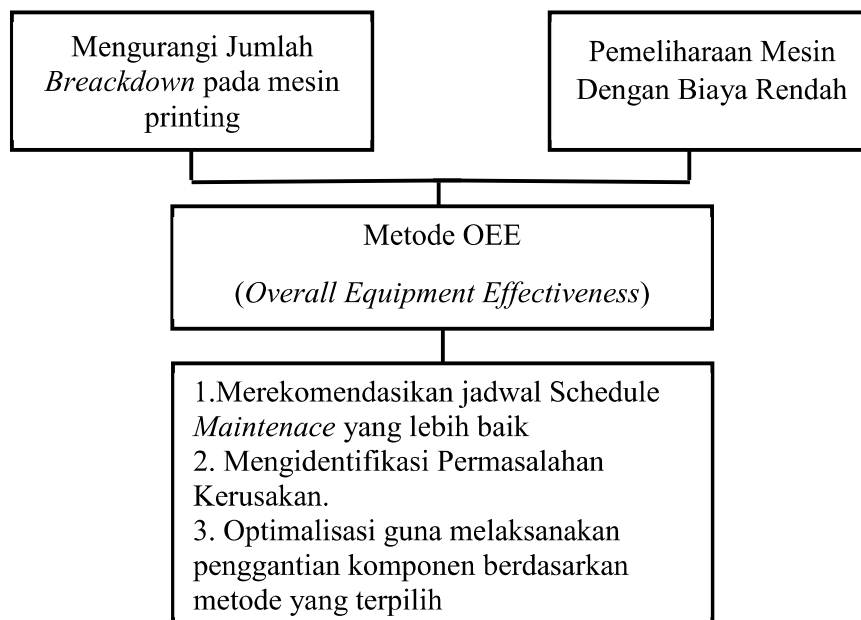 Mengurangi Jumlah
Breackdown pada mesin
printing
Pemeliharaan Mesin
Dengan Biaya Rendah
Metode OEE
(Overall Equipment Effectiveness)
1.Merekomendasikan jadwal Schedule
Maintenace yang lebih baik
2. Mengidentifikasi Permasalahan
Kerusakan.
3. Optimalisasi guna melaksanakan
penggantian komponen berdasarkan
metode yang terpilih